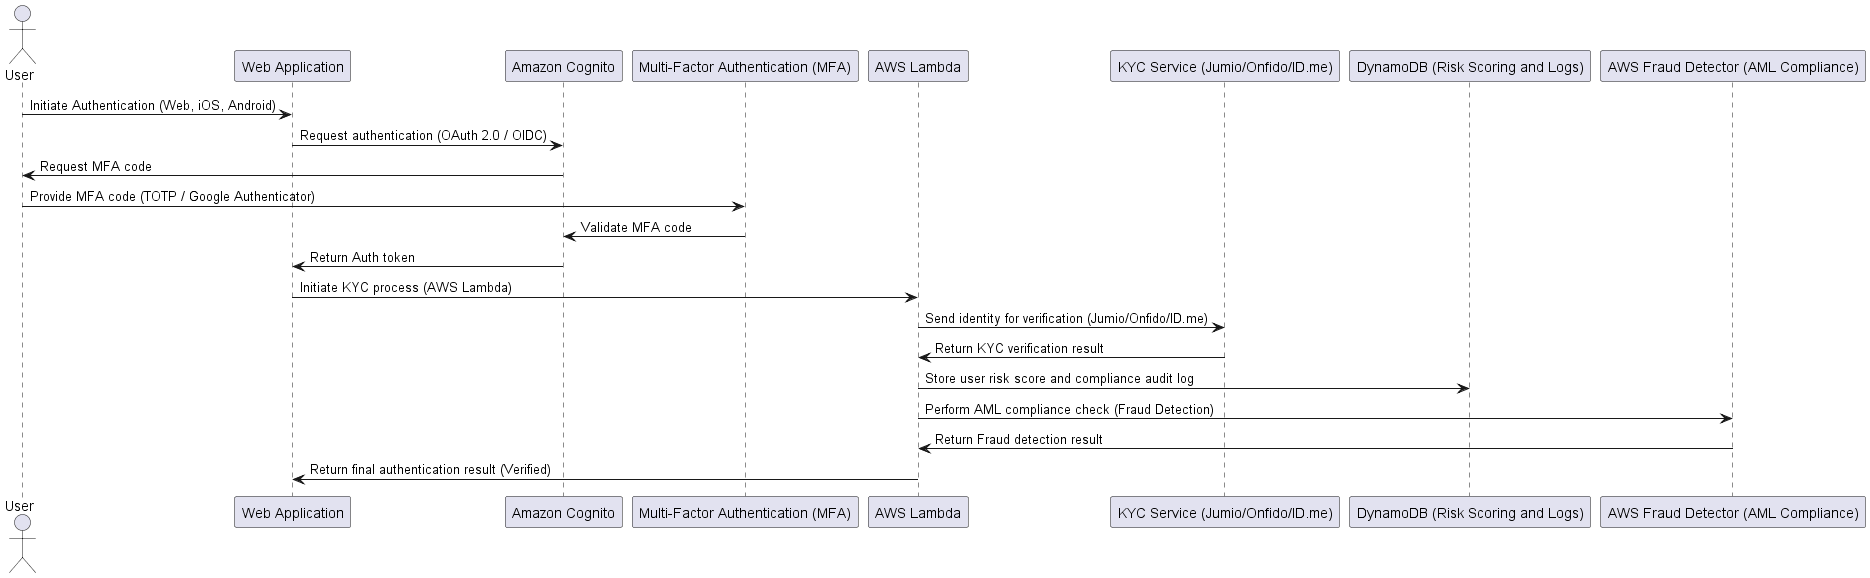 User
Web Application
Amazon Cognito
Multi-Factor Authentication (MFA)
AWS Lambda
KYC Service (Jumio/Onfido/ID.me)
DynamoDB (Risk Scoring and Logs)
AWS Fraud Detector (AML Compliance)
Initiate Authentication (Web, iOS, Android)
Request authentication (OAuth 2.0 / OIDC)
Request MFA code
Provide MFA code (TOTP / Google Authenticator)
Validate MFA code
Return Auth token
Initiate KYC process (AWS Lambda)
Send identity for verification (Jumio/Onfido/ID.me)
Return KYC verification result
Store user risk score and compliance audit log
Perform AML compliance check (Fraud Detection)
Return Fraud detection result
Return final authentication result (Verified)
User
Web Application
Amazon Cognito
Multi-Factor Authentication (MFA)
AWS Lambda
KYC Service (Jumio/Onfido/ID.me)
DynamoDB (Risk Scoring and Logs)
AWS Fraud Detector (AML Compliance)